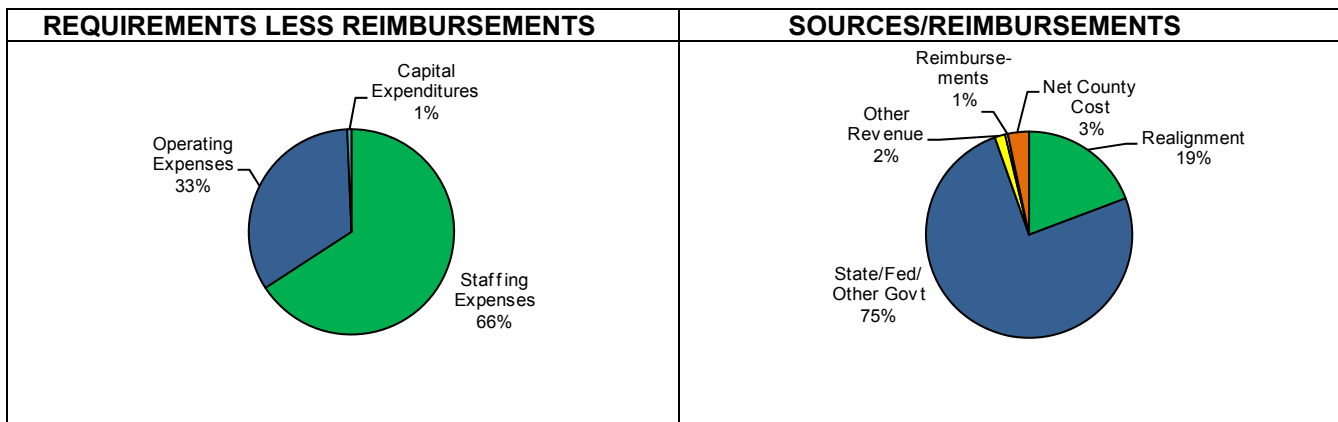 REQUIREMENTS LESS REIMBURSEMENTS
Capital
Expenditures
1%
Operating
Expenses
33%
Staffing
Expenses
66%
SOURCES/REIMBURSEMENTS
Reimburse-
ments
1%
Net County
Cost
3%
Other
Revenue
2%
Realignment
19%
State/Fed/
Other Govt
75%